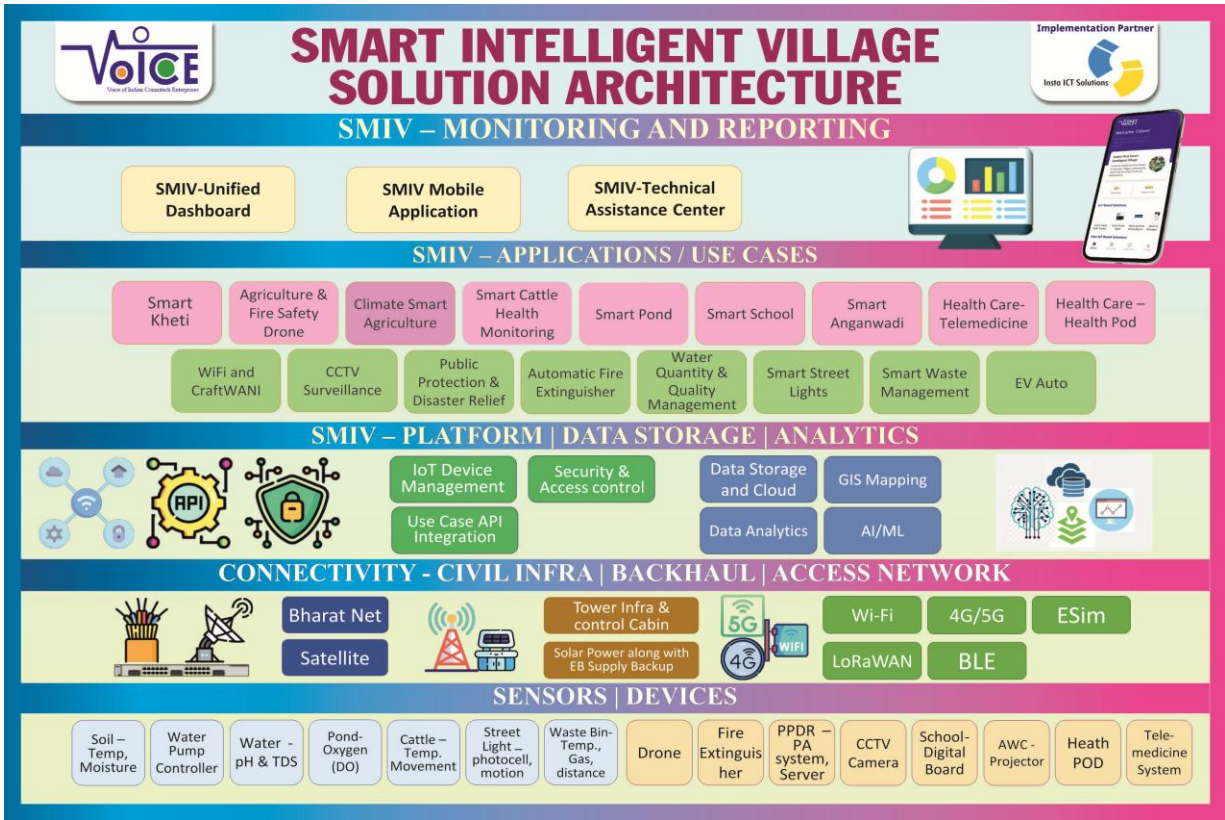 VOICE
Voice of Indian Commtech Enterprises
SMART INTELLIGENT VILLAGE
SOLUTION ARCHITECTURE
Implementation Partner
Insta ICT Solutions
SMIV – MONITORING AND REPORTING
SMIV-Unified
Dashboard
SMIV Mobile
Application
SMIV-Technical
Assistance Center
SMIV – APPLICATIONS / USE CASES
Smart
Kheti
Agriculture &
Fire Safety
Drone
Climate Smart
Agriculture
Smart Cattle
Health
Monitoring
Smart Pond
Smart School
Smart
Anganwadi
Health Care-
Telemedicine
Health Care –
Health Pod
WiFi and
CraftWANI
CCTV
Surveillance
Public
Protection &
Disaster Relief
Automatic Fire
Extinguisher
Water
Quantity &
Quality
Management
Smart Street
Lights
Smart Waste
Management
EV Auto
SMIV – PLATFORM | DATA STORAGE | ANALYTICS
API
IoT Device
Management
Security &
Access control
Use Case API
Integration
Data Storage
and Cloud
GIS Mapping
Data Analytics
AI/ML
CONNECTIVITY - CIVIL INFRA | BACKHAUL | ACCESS NETWORK
Bharat Net
Satellite
Tower Infra &
control Cabin
Solar Power along with
EB Supply Backup
5G
4G
WIFI
Wi-Fi
4G/5G
ESim
LoRaWAN
BLE
SENSORS | DEVICES
Soil –
Temp,
Moisture
Water
Pump
Controller
Water -
pH & TDS
Pond-
Oxygen
(DO)
Cattle –
Temp.
Movement
Street
Light –
photocell,
motion
Waste Bin-
Temp.,
Gas,
distance
Drone
Fire
Extinguis
her
PPDR –
PA
system,
Server
CCTV
Camera
School-
Digital
Board
AWC -
Projector
Heath
POD
Tele-
medicine
System